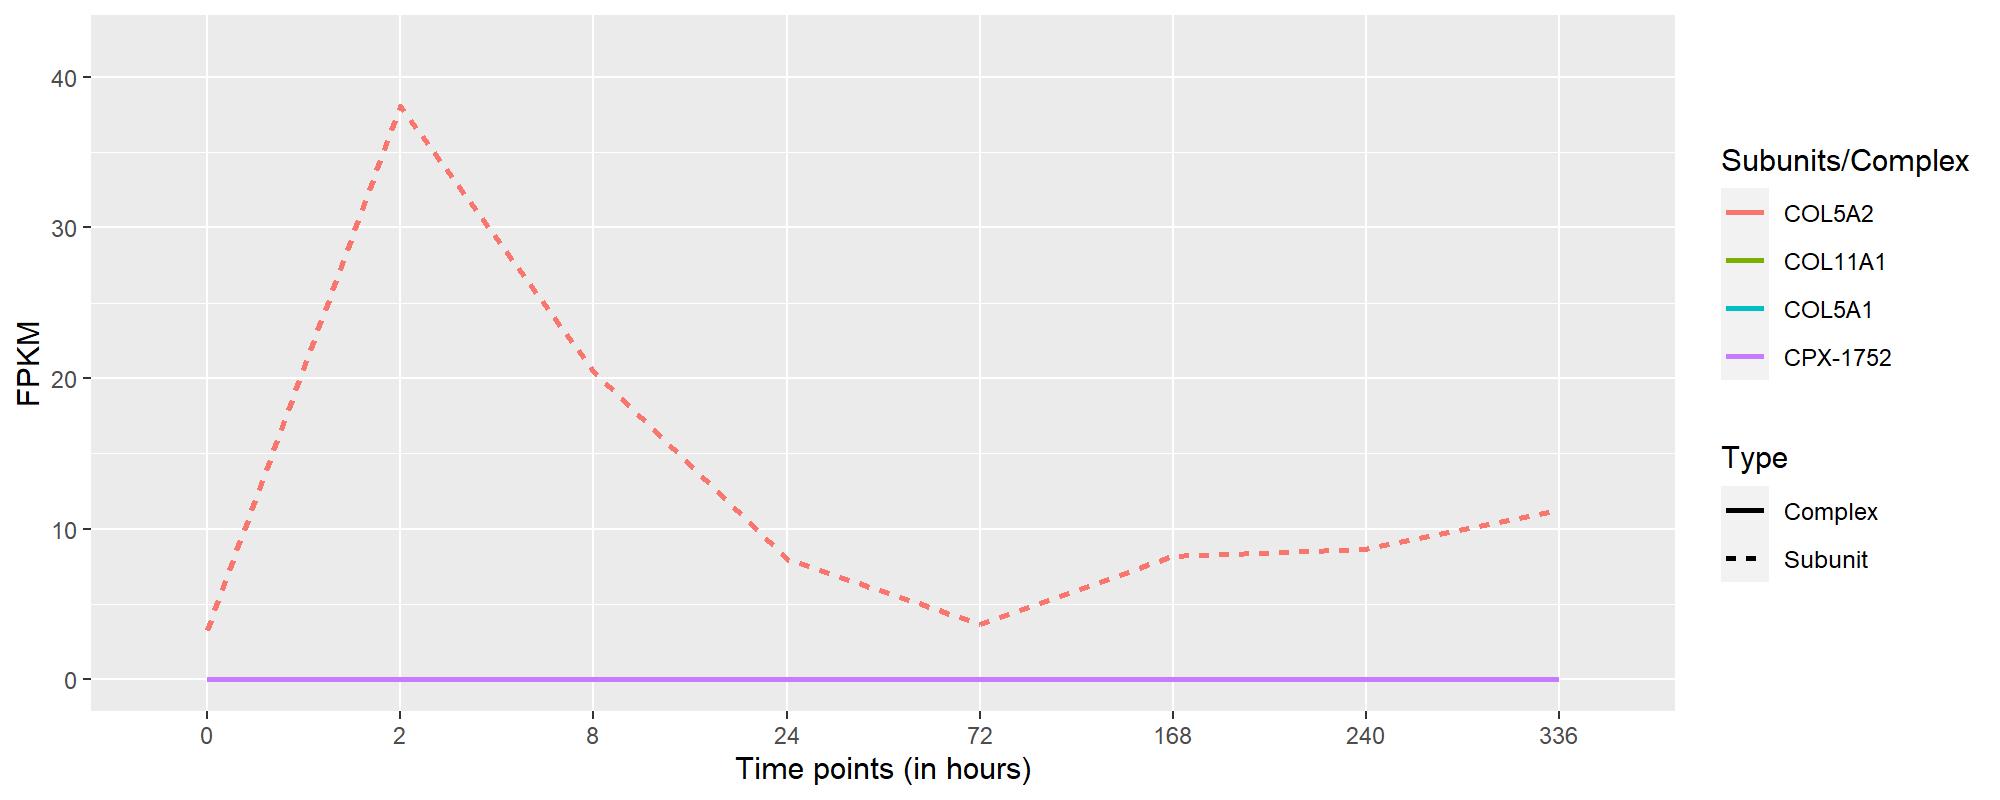 40
30
20
10
0
FPKM
0 2 8 24 72 168 240 336
Time points (in hours)
Subunits/Complex
COL5A2
COL11A1
COL5A1
CPX-1752
Type
Complex
Subunit